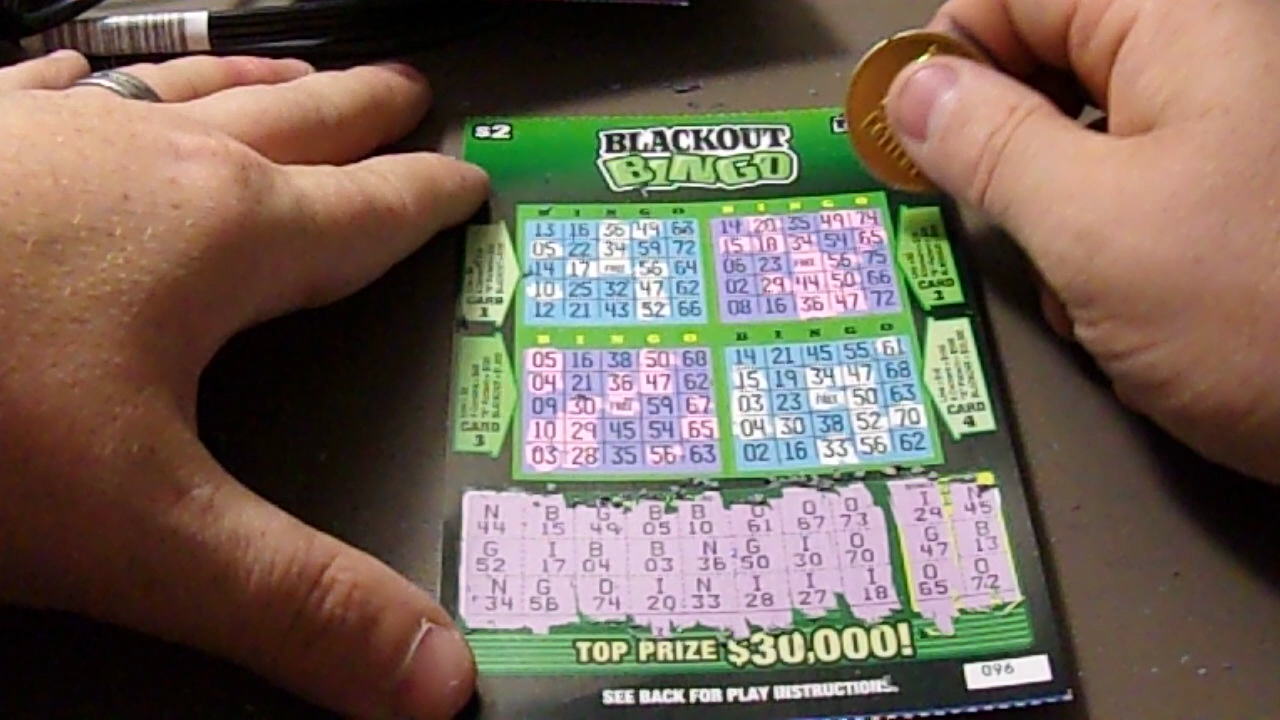 $2
BLACKOUT
BINGO
B I N G O
13 16 36 49 68
05 22 34 59 72
14 17 FREE 56 64
10 25 32 47 62
12 21 43 52 66
CARD
1
B I N G O
14 20 35 49 74
15 18 34 54 65
06 23 FREE 56 75
02 29 44 50 66
08 16 36 47 72
CARD
B I N G O
05 16 38 50 68
04 21 36 47 62
09 30 FREE 59 67
10 29 45 54 65
03 28 35 56 63
CARD
3
B I N G O
14 21 45 55 61
15 19 34 47 68
03 23 FREE 50 63
04 30 38 52 70
02 16 33 56 62
CARD
4
N B G B B G O O I N
44 15 49 05 10 61 67 73 29 45
G I B B N G I O G B
52 17 04 03 36 50 30 70 47 13
N G O I N I I I O O
34 56 74 20 33 28 27 18 65 72
TOP PRIZE $30,000!
SEE BACK FOR PLAY INSTRUCTIONS.
096